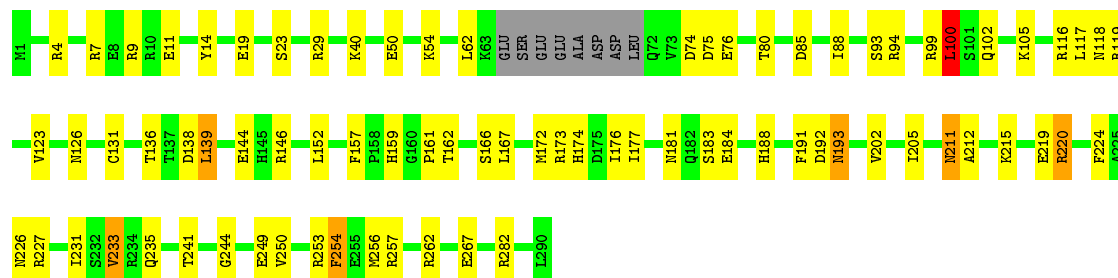 M1 R4 R7 E8 R9 R10 E11 Y14 E19 S23 R29 K40 E50 K54 L62 K63 GLU SER GLU GLU ALA ASP ASP LEU Q72 V73 D74 D75 E76 T80 D85 I88 S93 R94 R99 L100 S101 Q102 K105 R116 L117 N118
V123 N126 C131 T136 T137 D138 L139 E144 H145 R146 L152 F157 P158 H159 G160 P161 T162 S166 L167 M172 R173 H174 D175 I176 I177 N181 Q182 S183 E184 H188 F191 D192 N193 V202 I205 N211 A212 K215 E219 R220 F224 A225
N226 R227 I231 S232 V233 R234 Q235 T241 G244 E249 V250 R253 F254 E255 M256 R257 R262 E267 R282 L290